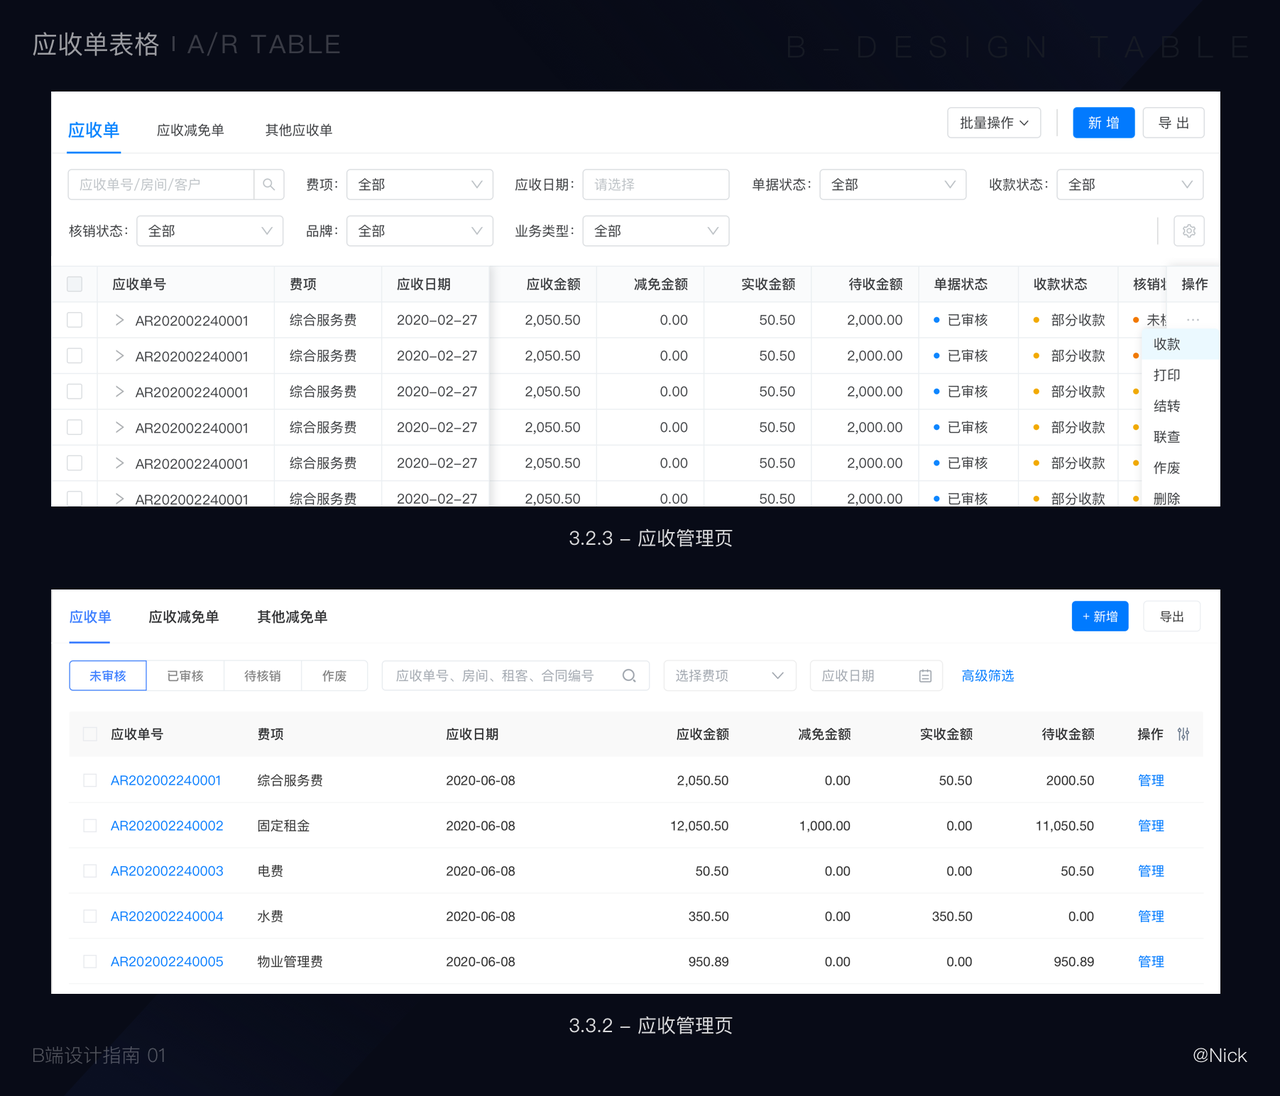 应收单表格 | A/R TABLE
B–DESIGN TABLE
应收单 应收减免单 其他应收单 批量操作 新 增 导 出
应收单号/房间/客户 费项: 全部 应收日期: 请选择 单据状态: 全部 收款状态: 全部
核销状态: 全部 品牌: 全部 业务类型: 全部
应收单号 费项 应收日期 应收金额 减免金额 实收金额 待收金额 单据状态 收款状态 核销 操作
AR202002240001 综合服务费 2020–02–27 2,050.50 0.00 50.50 2,000.00 已审核 部分收款 未 ···
AR202002240001 综合服务费 2020–02–27 2,050.50 0.00 50.50 2,000.00 已审核 部分收款
AR202002240001 综合服务费 2020–02–27 2,050.50 0.00 50.50 2,000.00 已审核 部分收款
AR202002240001 综合服务费 2020–02–27 2,050.50 0.00 50.50 2,000.00 已审核 部分收款
AR202002240001 综合服务费 2020–02–27 2,050.50 0.00 50.50 2,000.00 已审核 部分收款
AR202002240001 综合服务费 2020–02–27 2,050.50 0.00 50.50 2,000.00 已审核 部分收款
收款
打印
结转
联查
作废
删除
3.2.3 – 应收管理页
应收单 应收减免单 其他减免单 + 新增 导出
未审核 已审核 待核销 作废 应收单号、房间、租客、合同编号 选择费项 应收日期 高级筛选
应收单号 费项 应收日期 应收金额 减免金额 实收金额 待收金额 操作
AR202002240001 综合服务费 2020-06-08 2,050.50 0.00 50.50 2000.50 管理
AR202002240002 固定租金 2020-06-08 12,050.50 1,000.00 0.00 11,050.50 管理
AR202002240003 电费 2020-06-08 50.50 0.00 0.00 50.50 管理
AR202002240004 水费 2020-06-08 350.50 0.00 350.50 0.00 管理
AR202002240005 物业管理费 2020-06-08 950.89 0.00 0.00 950.89 管理
3.3.2 – 应收管理页
B端设计指南 01
@Nick